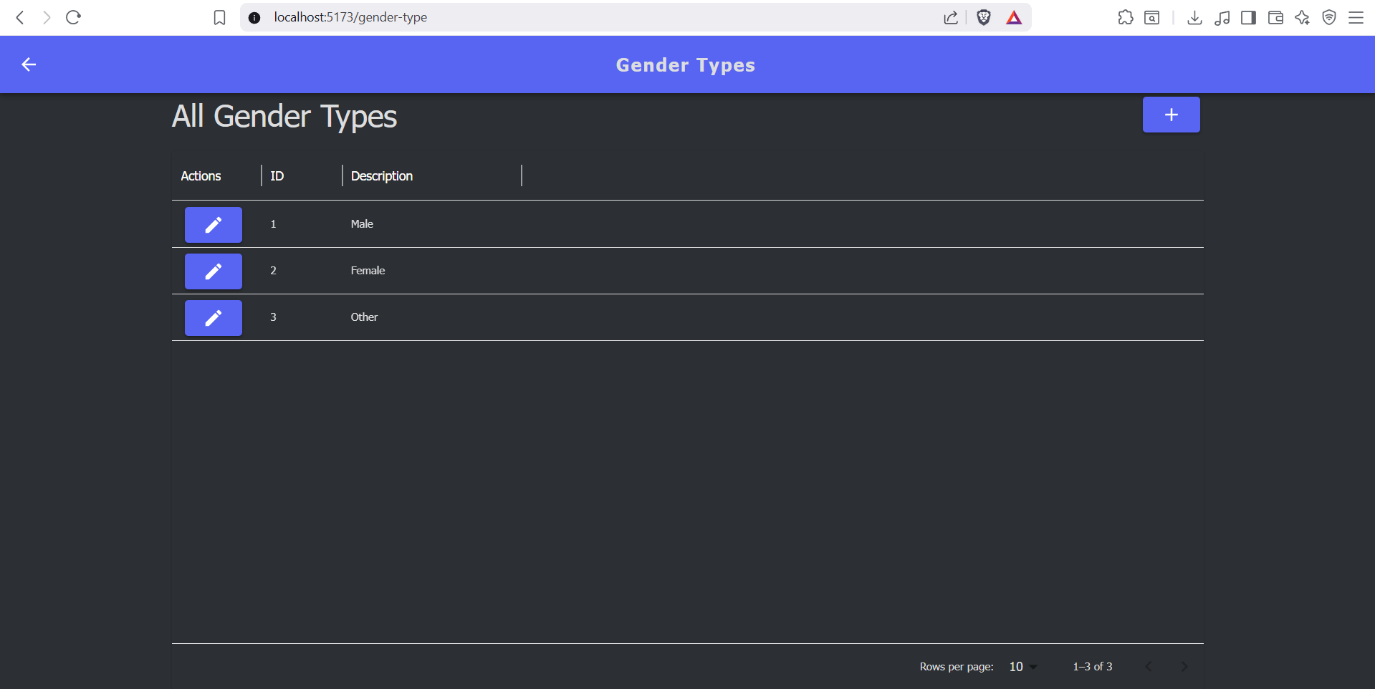 localhost:5173/gender-type
Gender Types
All Gender Types
Actions ID Description
1 Male
2 Female
3 Other
Rows per page: 10 1–3 of 3